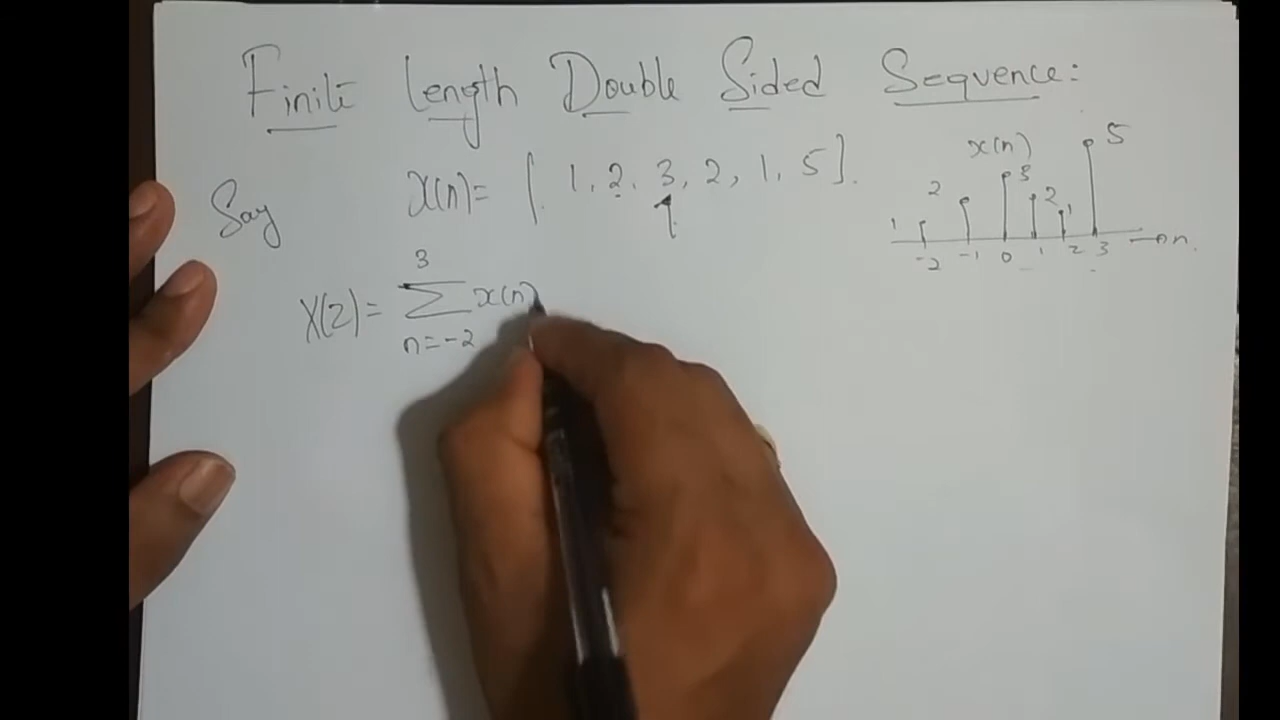 Finite Length Double Sided Sequence:
Say x(n) = [ 1, 2, 3, 2, 1, 5 ].
↑
x(n)
1 2 3 2 1 5
-2 -1 0 1 2 3 → n.
3
X(z) = Σ x(n)
n=-2